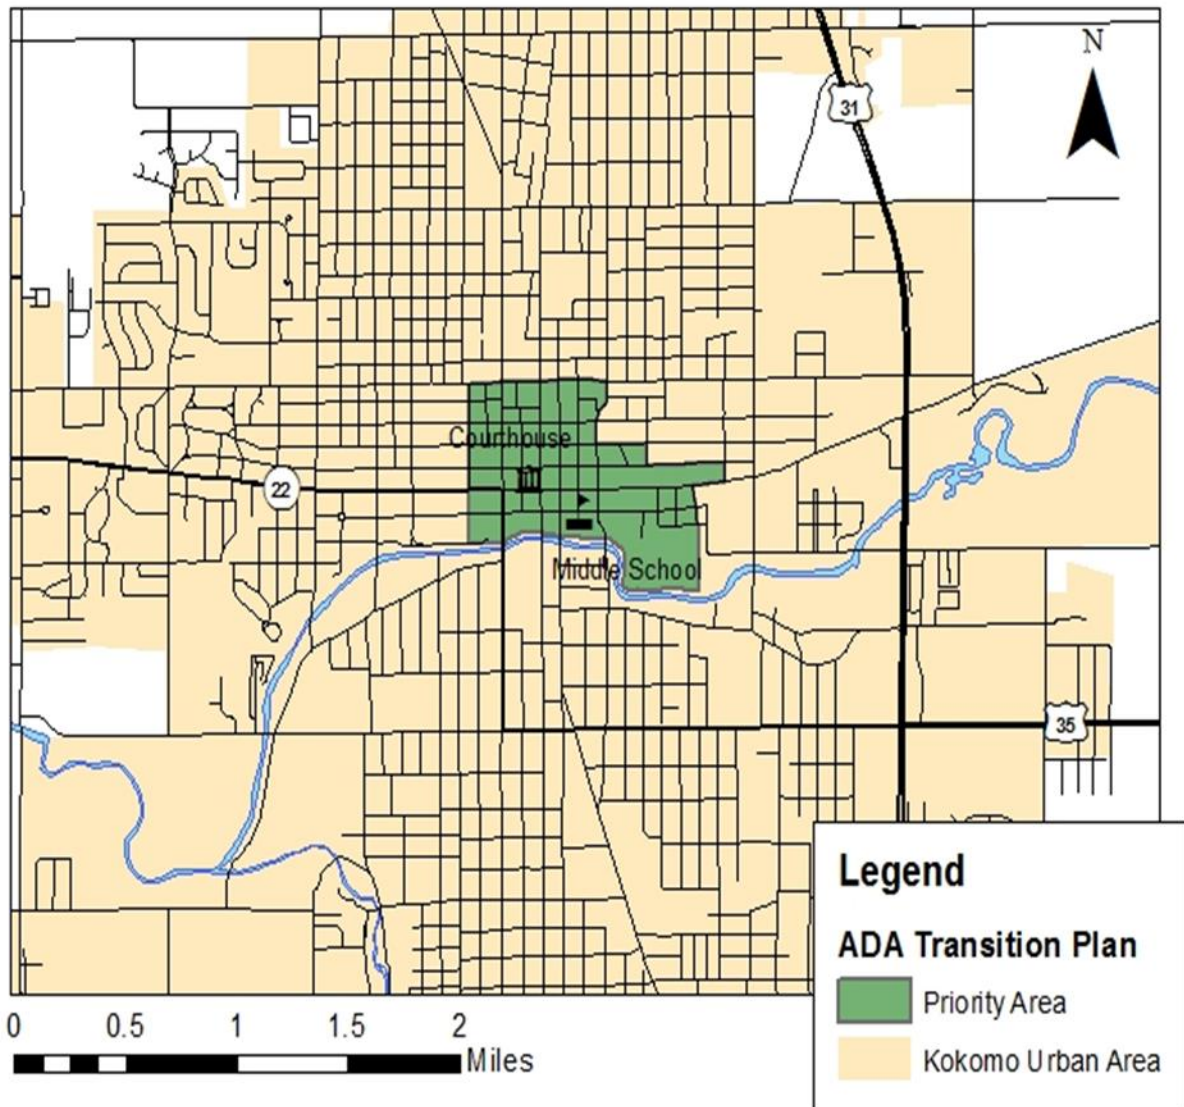 N
31
Courthouse
22
Middle School
35
Legend
ADA Transition Plan
Priority Area
Kokomo Urban Area
0 0.5 1 1.5 2
Miles